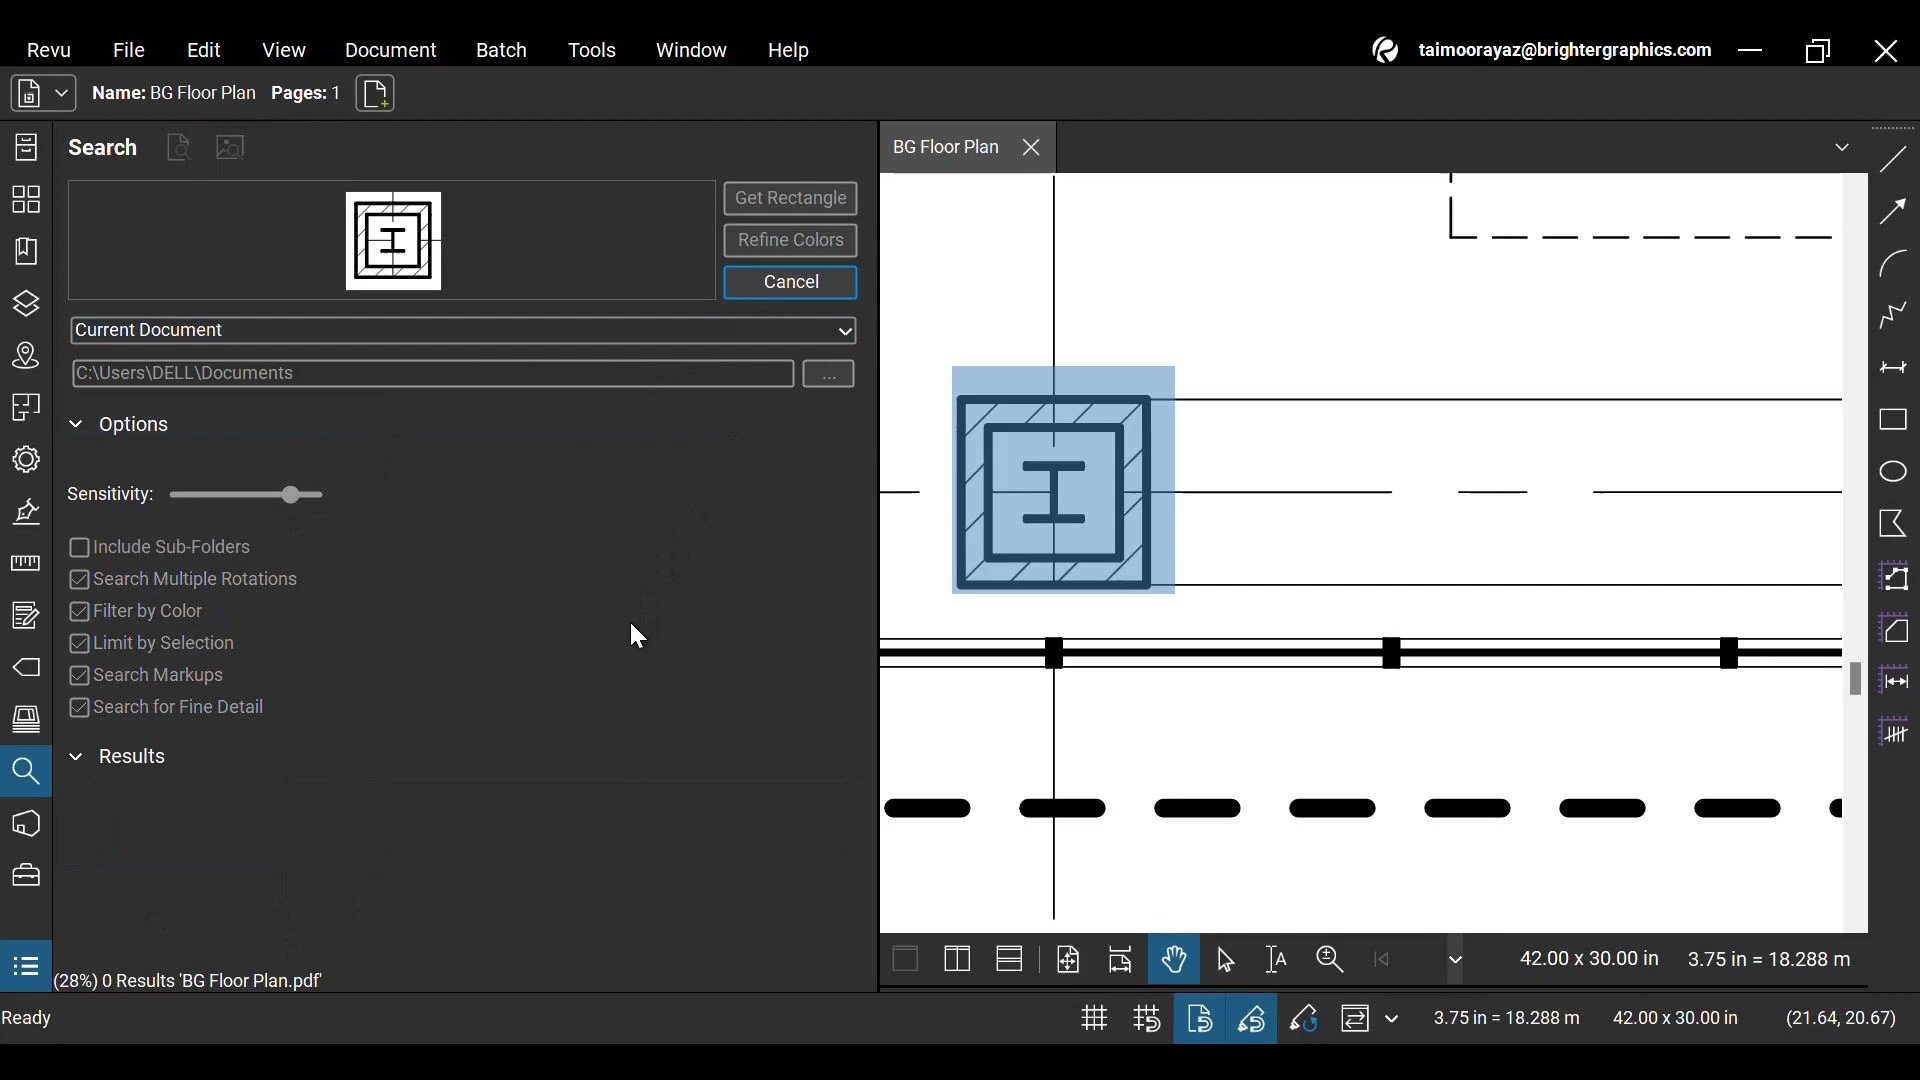 Revu File Edit View Document Batch Tools Window Help taimoorayaz@brightergraphics.com
Name: BG Floor Plan Pages: 1
Search
BG Floor Plan
Get Rectangle
Refine Colors
Cancel
Current Document
C:\Users\DELL\Documents
...
Options
Sensitivity:
Include Sub-Folders
Search Multiple Rotations
Filter by Color
Limit by Selection
Search Markups
Search for Fine Detail
Results
(28%) 0 Results 'BG Floor Plan.pdf'
42.00 x 30.00 in 3.75 in = 18.288 m
Ready
3.75 in = 18.288 m 42.00 x 30.00 in (21.64, 20.67)